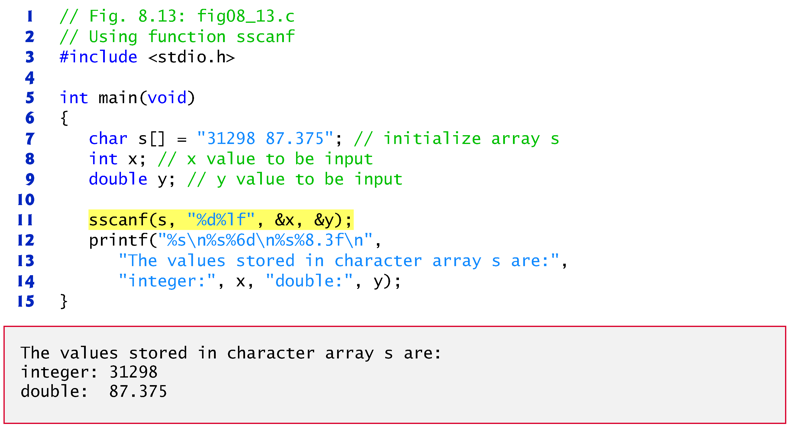 1 // Fig. 8.13: fig08_13.c
2 // Using function sscanf
3 #include <stdio.h>
4
5 int main(void)
6 {
7    char s[] = "31298 87.375"; // initialize array s
8    int x; // x value to be input
9    double y; // y value to be input
10
11    sscanf(s, "%d%lf", &x, &y);
12    printf("%s\n%s%6d\n%s%8.3f\n",
13       "The values stored in character array s are:",
14       "integer:", x, "double:", y);
15 }
The values stored in character array s are:
integer: 31298
double:  87.375